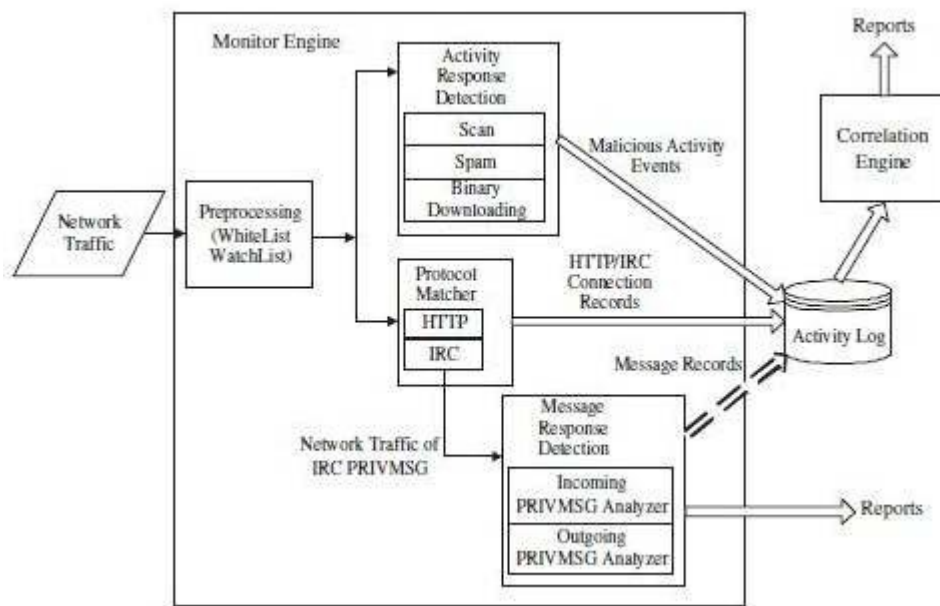 Monitor Engine
Activity
Response
Detection
Scan
Spam
Binary
Downloading
Reports
Correlation
Engine
Malicious Activity
Events
Network
Traffic
Preprocessing
(WhiteList
WatchList)
Protocol
Matcher
HTTP
IRC
HTTP/IRC
Connection
Records
Activity Log
Message Records
Network Traffic of
IRC PRIVMSG
Message
Response
Detection
Incoming
PRIVMSG Analyzer
Outgoing
PRIVMSG Analyzer
Reports